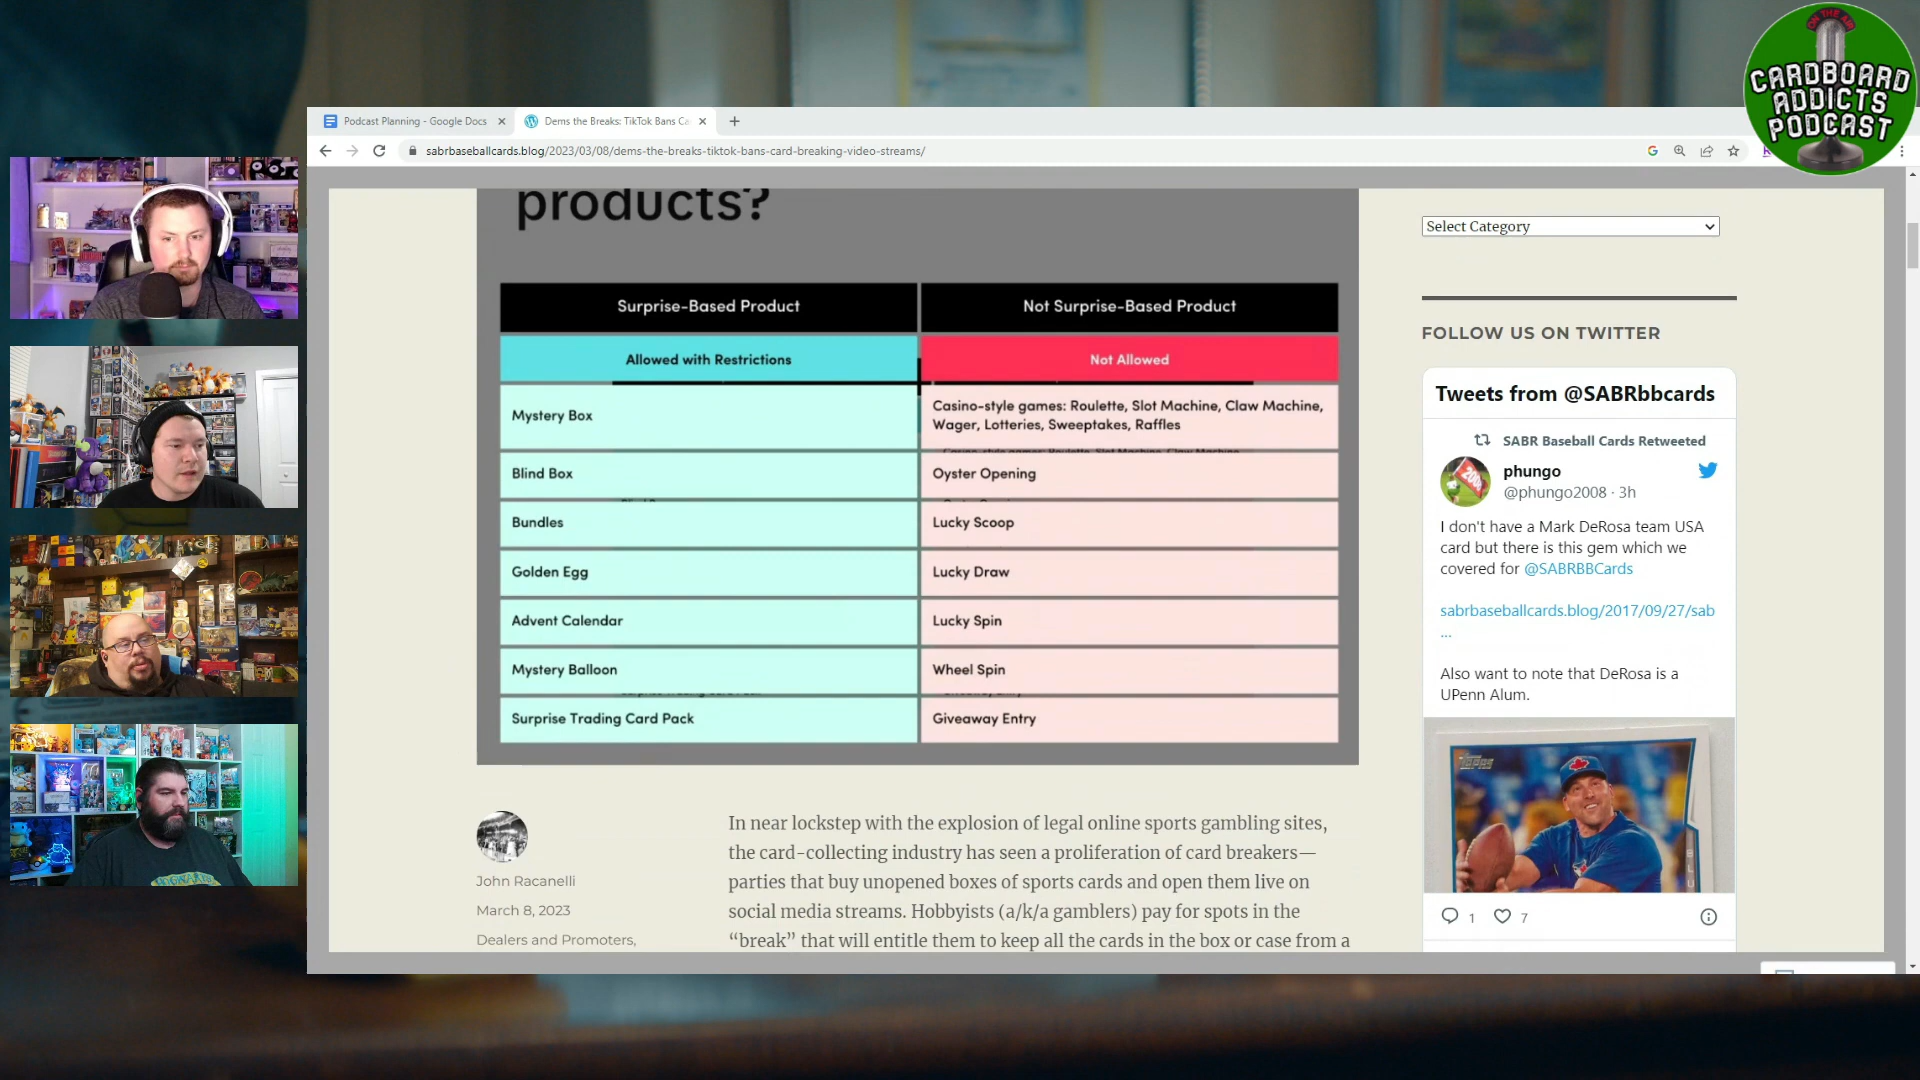 ON THE AIR
CARDBOARD
ADDICTS
PODCAST
Podcast Planning - Google Docs
Dems the Breaks: TikTok Bans Ca
sabrbaseballcards.blog/2023/03/08/dems-the-breaks-tiktok-bans-card-breaking-video-streams/
products?
Surprise-Based Product
Not Surprise-Based Product
Allowed with Restrictions
Not Allowed
Mystery Box
Casino-style games: Roulette, Slot Machine, Claw Machine,
Wager, Lotteries, Sweeptakes, Raffles
Blind Box
Oyster Opening
Bundles
Lucky Scoop
Golden Egg
Lucky Draw
Advent Calendar
Lucky Spin
Mystery Balloon
Wheel Spin
Surprise Trading Card Pack
Giveaway Entry
John Racanelli
March 8, 2023
Dealers and Promoters,
In near lockstep with the explosion of legal online sports gambling sites,
the card-collecting industry has seen a proliferation of card breakers—
parties that buy unopened boxes of sports cards and open them live on
social media streams. Hobbyists (a/k/a gamblers) pay for spots in the
“break” that will entitle them to keep all the cards in the box or case from a
Select Category
FOLLOW US ON TWITTER
Tweets from @SABRbbcards
SABR Baseball Cards Retweeted
phungo
@phungo2008 · 3h
I don't have a Mark DeRosa team USA
card but there is this gem which we
covered for @SABRBBCards
sabrbaseballcards.blog/2017/09/27/sab
...
Also want to note that DeRosa is a
UPenn Alum.
Topps
1
7